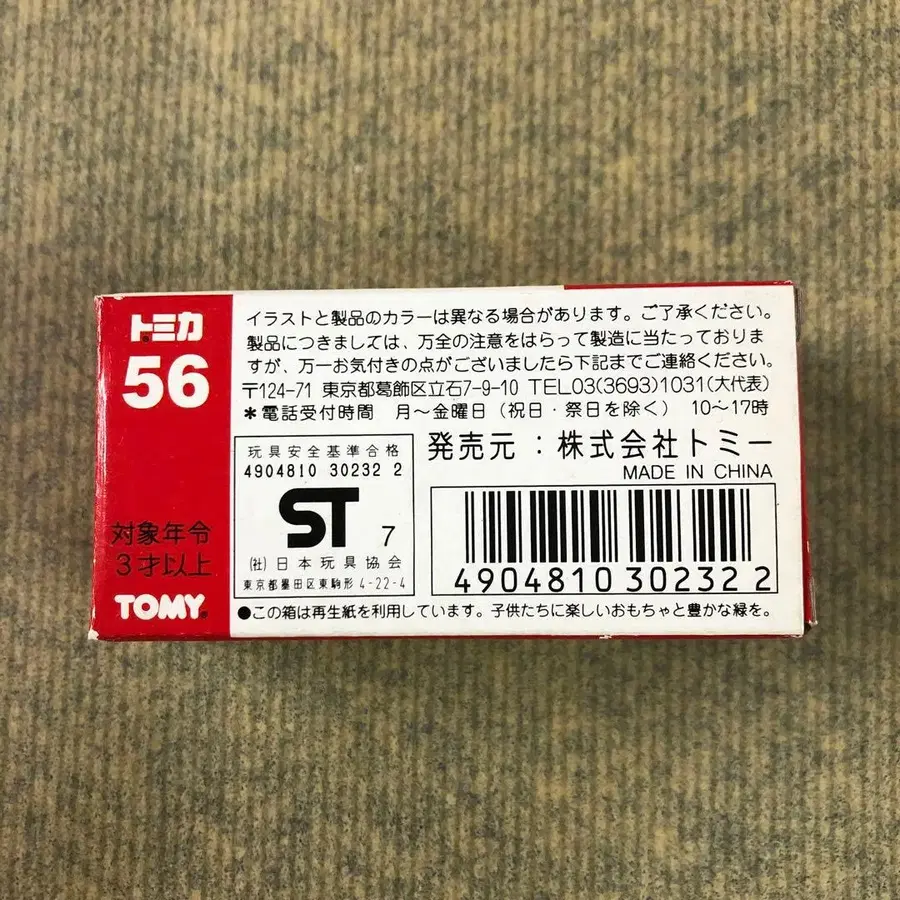 トミカ
56
対象年令
3才以上
TOMY
イラストと製品のカラーは異なる場合があります。ご了承ください。
製品につきましては、万全の注意をはらって製造に当たっておりま
すが、万一お気付きの点がございましたら下記までご連絡ください。
〒124-71 東京都葛飾区立石7-9-10 TEL03(3693)1031(大代表)
*電話受付時間 月〜金曜日(祝日・祭日を除く) 10〜17時
玩具安全基準合格
4904810 30232 2
ST 7
(社)日本玩具協会
東京都墨田区東駒形4-22-4
発売元:株式会社トミー
MADE IN CHINA
4904810302322
●この箱は再生紙を利用しています。子供たちに楽しいおもちゃと豊かな緑を。